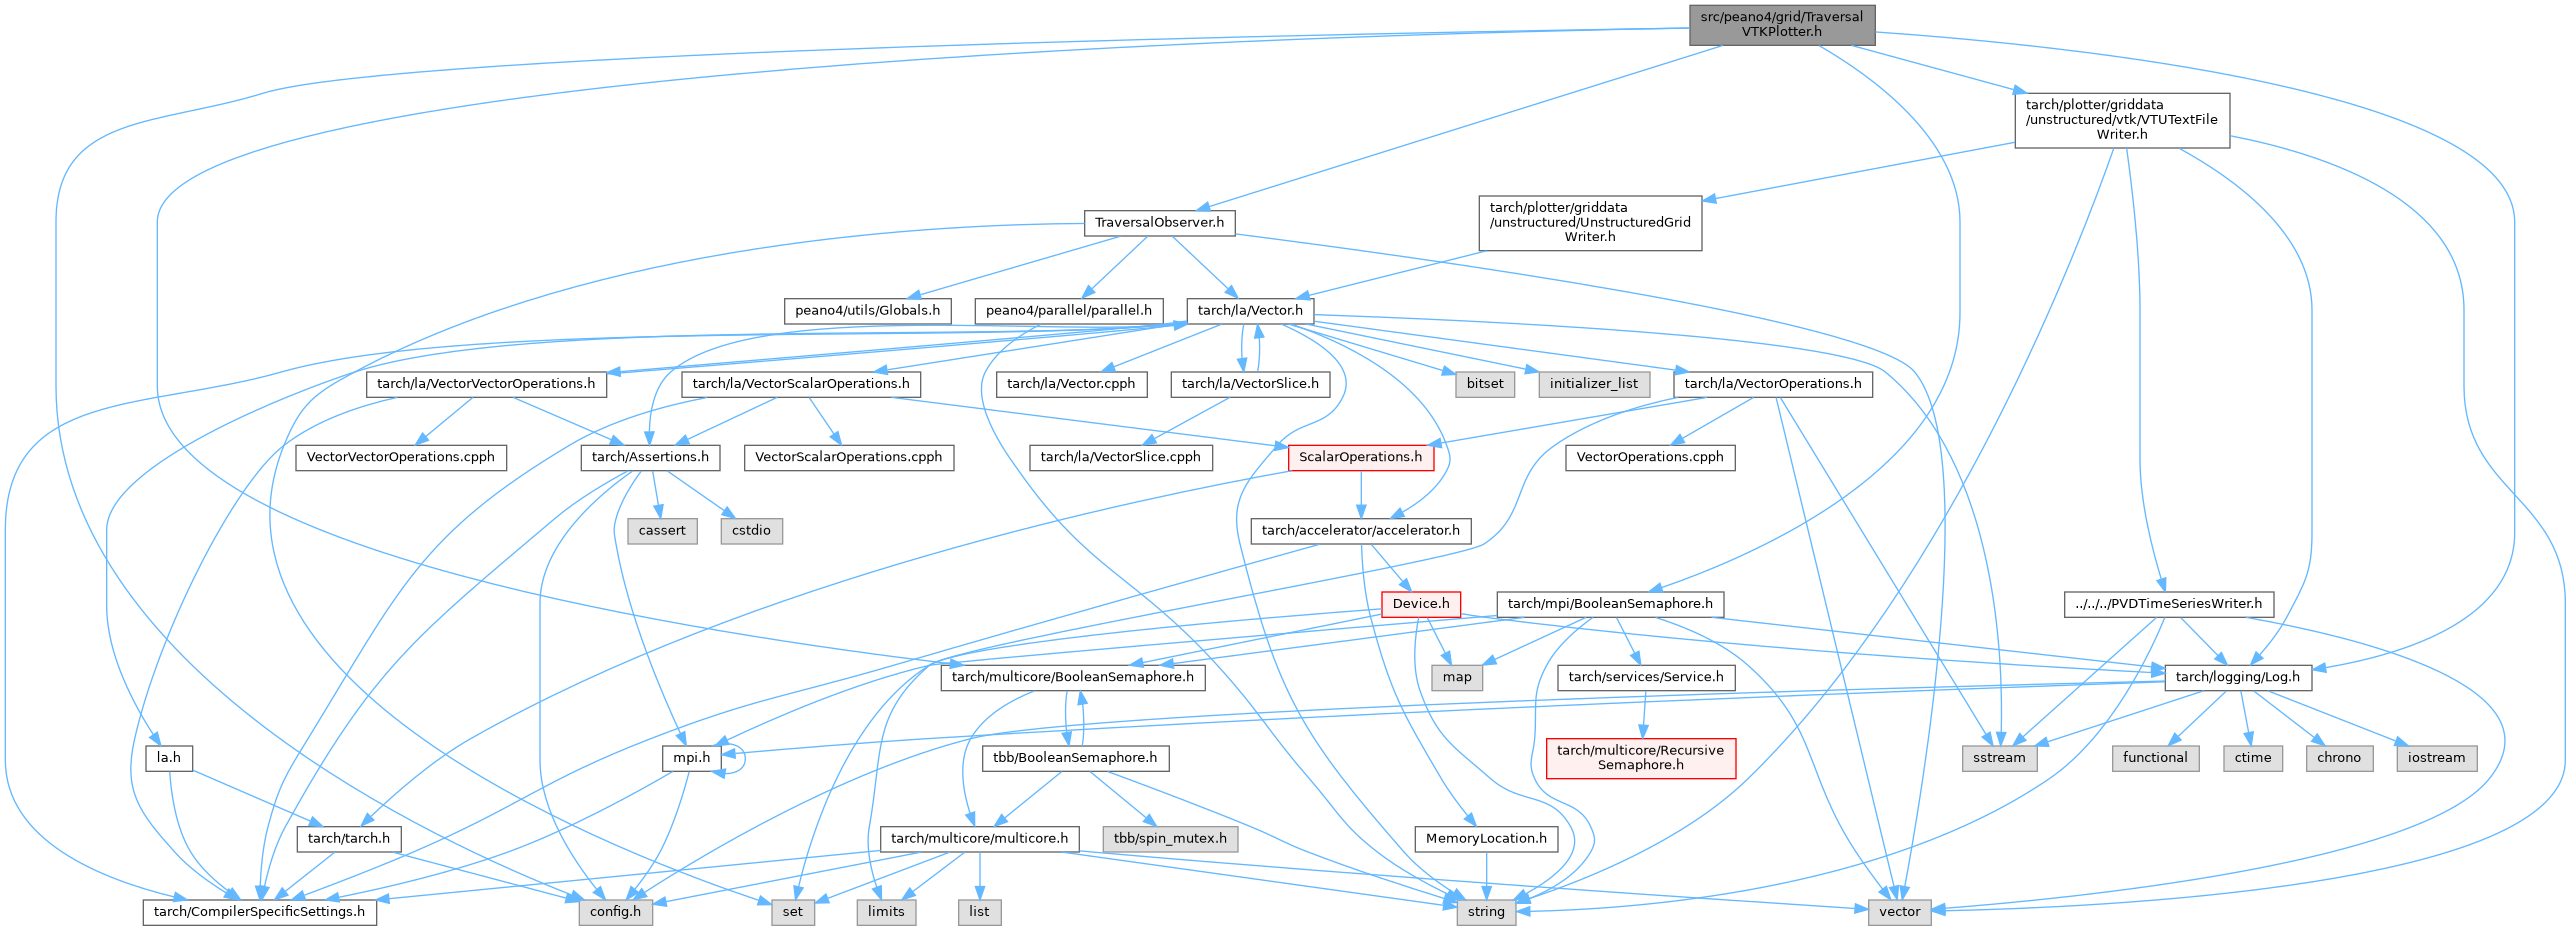 src/peano4/grid/Traversal
VTKPlotter.h
tarch/plotter/griddata
/unstructured/vtk/VTUTextFile
Writer.h
TraversalObserver.h
tarch/plotter/griddata
/unstructured/UnstructuredGrid
Writer.h
peano4/utils/Globals.h
peano4/parallel/parallel.h
tarch/la/Vector.h
tarch/la/VectorVectorOperations.h
tarch/la/VectorScalarOperations.h
tarch/la/Vector.cpph
tarch/la/VectorSlice.h
bitset
initializer_list
tarch/la/VectorOperations.h
VectorVectorOperations.cpph
tarch/Assertions.h
VectorScalarOperations.cpph
tarch/la/VectorSlice.cpph
ScalarOperations.h
VectorOperations.cpph
cassert
cstdio
tarch/accelerator/accelerator.h
Device.h
tarch/mpi/BooleanSemaphore.h
../../../PVDTimeSeriesWriter.h
tarch/multicore/BooleanSemaphore.h
map
tarch/services/Service.h
tarch/logging/Log.h
la.h
mpi.h
tbb/BooleanSemaphore.h
tarch/multicore/Recursive
Semaphore.h
sstream
functional
ctime
chrono
iostream
tarch/tarch.h
tarch/multicore/multicore.h
tbb/spin_mutex.h
MemoryLocation.h
tarch/CompilerSpecificSettings.h
config.h
set
limits
list
string
vector